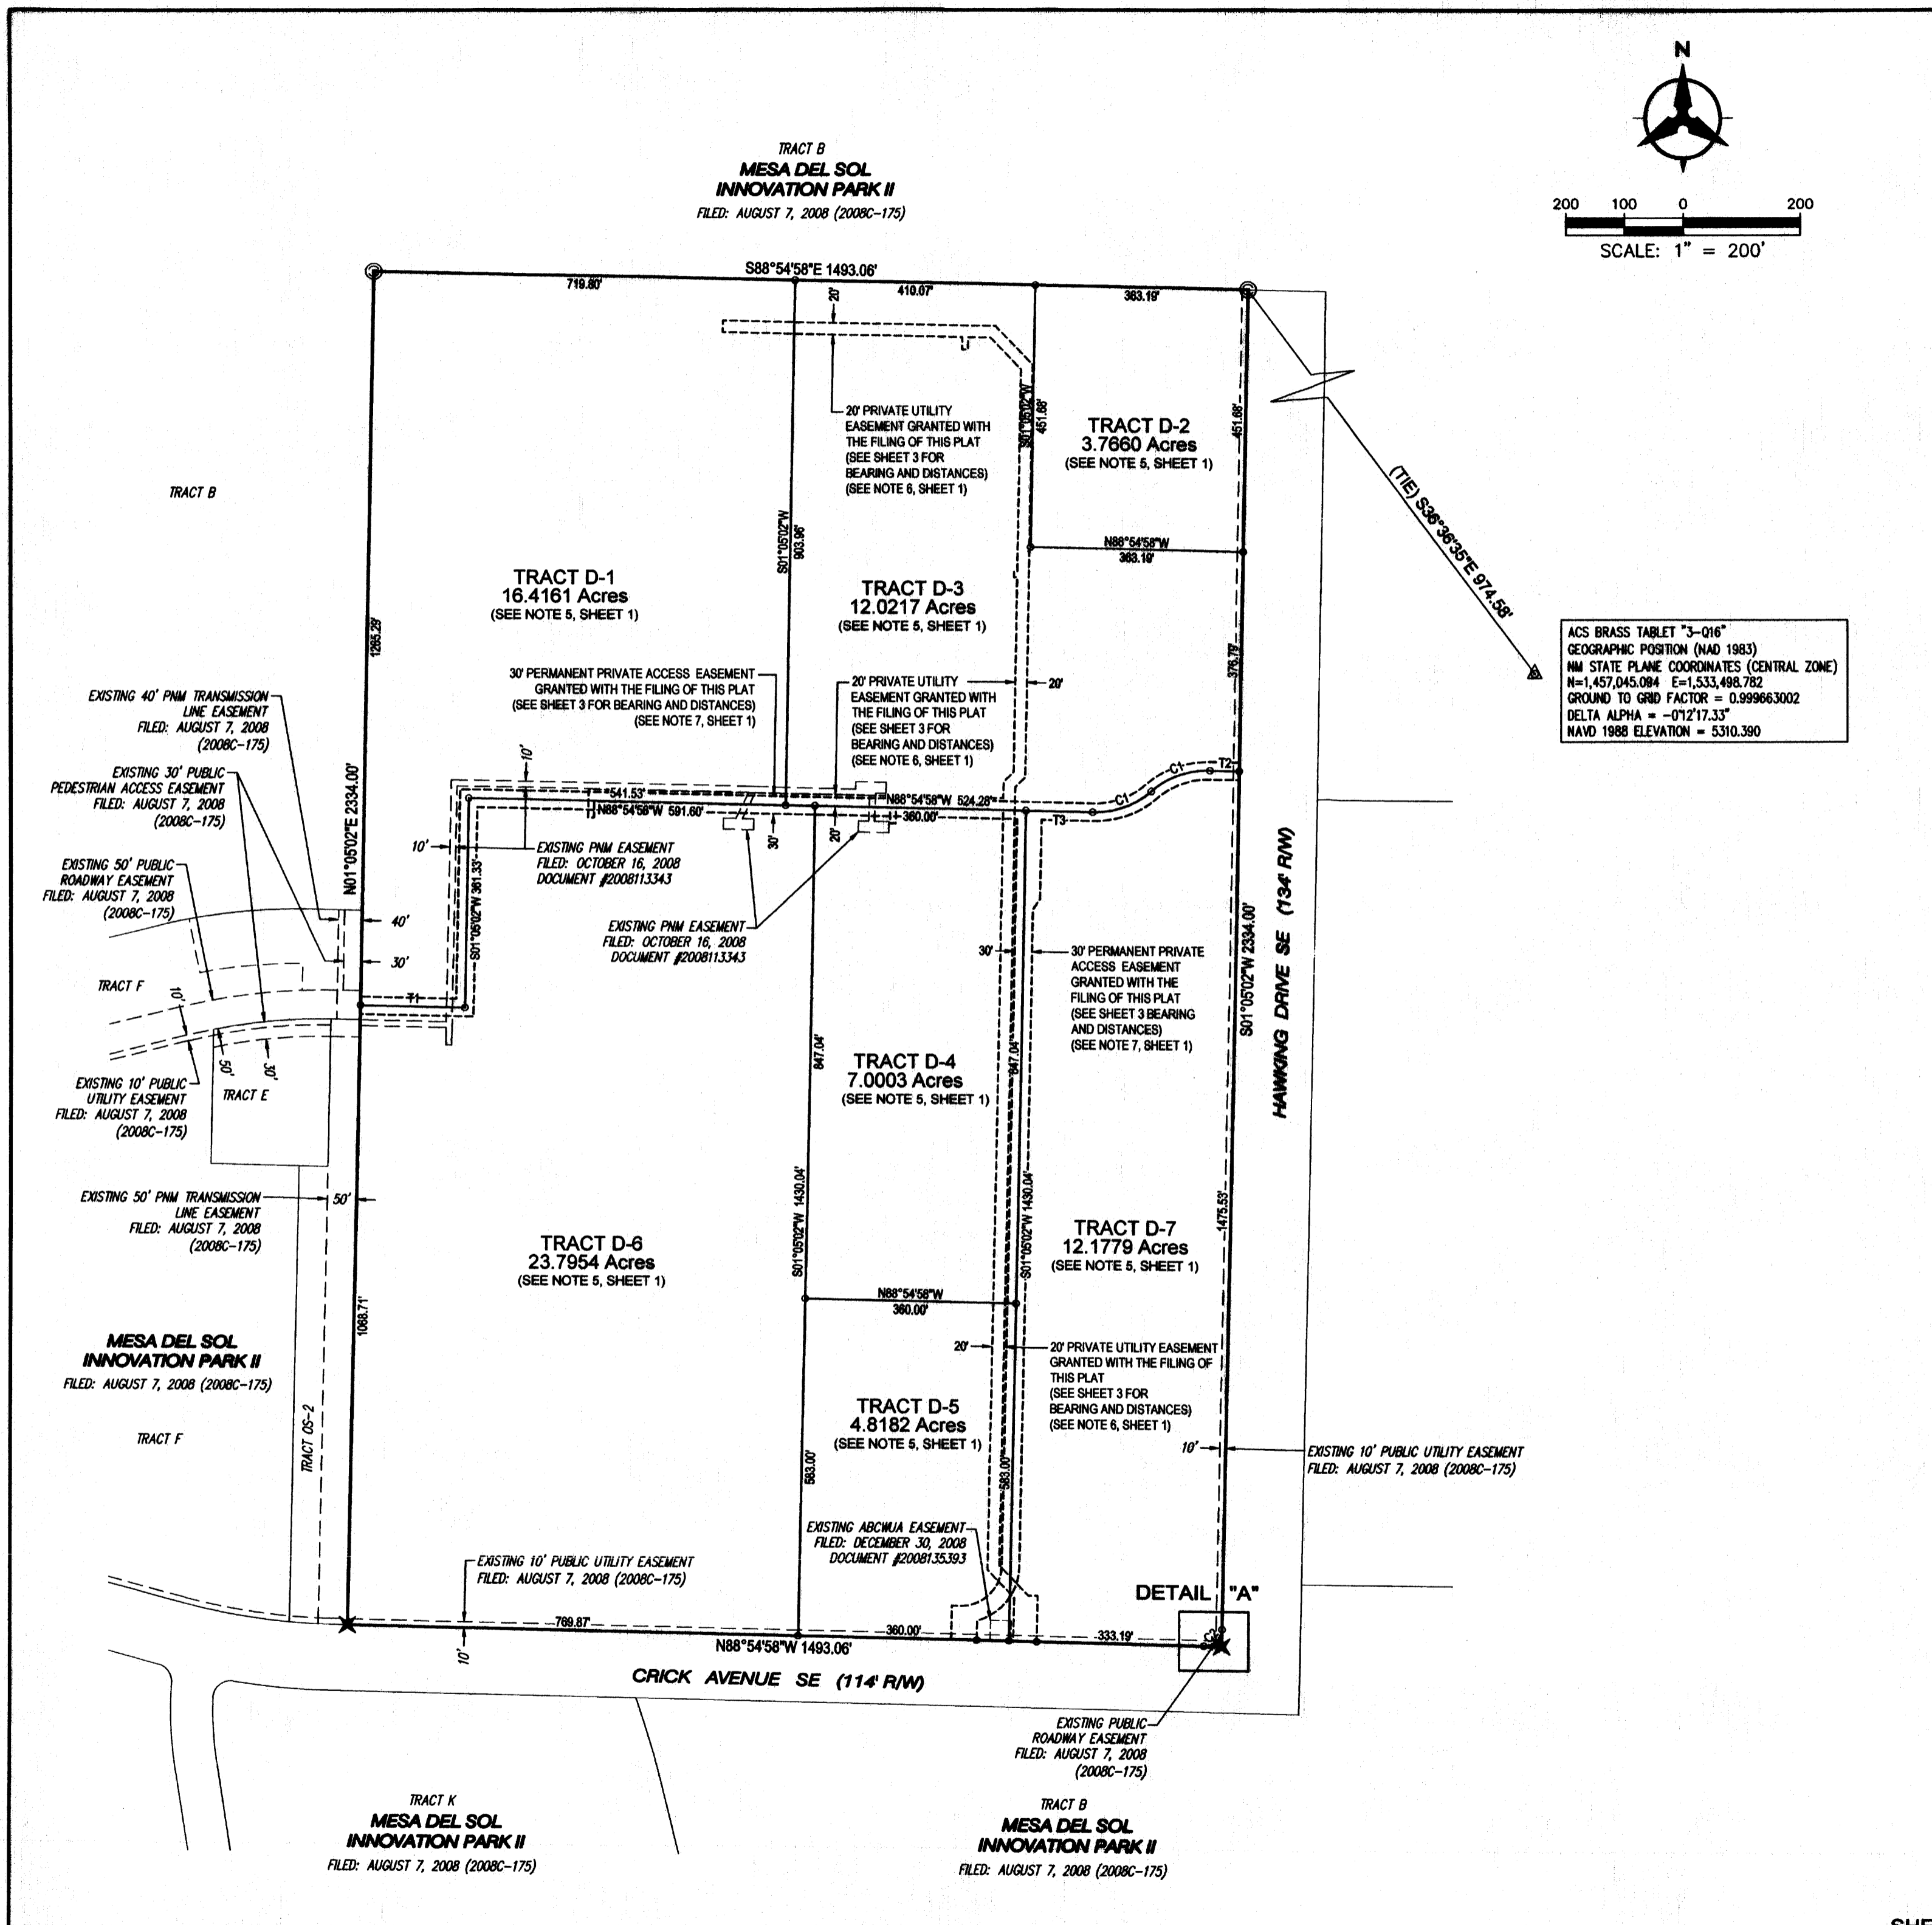 N
200 100 0 200
SCALE: 1" = 200'
TRACT B
MESA DEL SOL
INNOVATION PARK II
FILED: AUGUST 7, 2008 (2008C-175)
S88°54'58"E 1493.06'
719.80'
410.07'
363.19'
20'
20' PRIVATE UTILITY
EASEMENT GRANTED WITH
THE FILING OF THIS PLAT
(SEE SHEET 3 FOR
BEARING AND DISTANCES)
(SEE NOTE 6, SHEET 1)
S01°05'02"W
451.68'
TRACT D-2
3.7660 Acres
(SEE NOTE 5, SHEET 1)
451.68'
N88°54'58"W
363.19'
(TIE) S36°36'35"E 974.58'
ACS BRASS TABLET "3-Q16"
GEOGRAPHIC POSITION (NAD 1983)
NM STATE PLANE COORDINATES (CENTRAL ZONE)
N=1,457,045.094 E=1,533,498.782
GROUND TO GRID FACTOR = 0.999663002
DELTA ALPHA = -0°12'17.33"
NAVD 1988 ELEVATION = 5310.390
TRACT B
S01°05'02"W
903.96'
TRACT D-1
16.4161 Acres
(SEE NOTE 5, SHEET 1)
TRACT D-3
12.0217 Acres
(SEE NOTE 5, SHEET 1)
1265.29'
376.79'
30' PERMANENT PRIVATE ACCESS EASEMENT
GRANTED WITH THE FILING OF THIS PLAT
(SEE SHEET 3 FOR BEARING AND DISTANCES)
(SEE NOTE 7, SHEET 1)
20' PRIVATE UTILITY
EASEMENT GRANTED WITH
THE FILING OF THIS PLAT
(SEE SHEET 3 FOR
BEARING AND DISTANCES)
(SEE NOTE 6, SHEET 1)
20'
EXISTING 40' PNM TRANSMISSION
LINE EASEMENT
FILED: AUGUST 7, 2008
(2008C-175)
EXISTING 30' PUBLIC
PEDESTRIAN ACCESS EASEMENT
FILED: AUGUST 7, 2008
(2008C-175)
EXISTING 50' PUBLIC
ROADWAY EASEMENT
FILED: AUGUST 7, 2008
(2008C-175)
N01°05'02"E 2334.00'
10'
541.53'
N88°54'58"W 591.60'
N88°54'58"W 524.28'
360.00'
T3
C1
C1
T2
30'
20'
10'
EXISTING PNM EASEMENT
FILED: OCTOBER 16, 2008
DOCUMENT #2008113343
S01°05'02"W 361.33'
EXISTING PNM EASEMENT
FILED: OCTOBER 16, 2008
DOCUMENT #2008113343
40'
30'
T1
TRACT F
10'
50'
30'
TRACT E
EXISTING 10' PUBLIC
UTILITY EASEMENT
FILED: AUGUST 7, 2008
(2008C-175)
30'
30' PERMANENT PRIVATE
ACCESS EASEMENT
GRANTED WITH THE
FILING OF THIS PLAT
(SEE SHEET 3 BEARING
AND DISTANCES)
(SEE NOTE 7, SHEET 1)
S01°05'02"W 2334.00'
HAWKING DRIVE SE (134' R/W)
847.04'
TRACT D-4
7.0003 Acres
(SEE NOTE 5, SHEET 1)
847.04'
EXISTING 50' PNM TRANSMISSION
LINE EASEMENT
FILED: AUGUST 7, 2008
(2008C-175)
50'
TRACT D-6
23.7954 Acres
(SEE NOTE 5, SHEET 1)
S01°05'02"W 1430.04'
S01°05'02"W 1430.04'
TRACT D-7
12.1779 Acres
(SEE NOTE 5, SHEET 1)
1475.53'
1068.71'
N88°54'58"W
360.00'
MESA DEL SOL
INNOVATION PARK II
FILED: AUGUST 7, 2008 (2008C-175)
TRACT F
TRACT OS-2
20'
20' PRIVATE UTILITY EASEMENT
GRANTED WITH THE FILING OF
THIS PLAT
(SEE SHEET 3 FOR
BEARING AND DISTANCES)
(SEE NOTE 6, SHEET 1)
TRACT D-5
4.8182 Acres
(SEE NOTE 5, SHEET 1)
583.00'
583.00'
10'
EXISTING 10' PUBLIC UTILITY EASEMENT
FILED: AUGUST 7, 2008 (2008C-175)
EXISTING ABCWUA EASEMENT
FILED: DECEMBER 30, 2008
DOCUMENT #2008135393
EXISTING 10' PUBLIC UTILITY EASEMENT
FILED: AUGUST 7, 2008 (2008C-175)
DETAIL "A"
769.87'
360.00'
333.19'
C2
10'
N88°54'58"W 1493.06'
CRICK AVENUE SE (114' R/W)
EXISTING PUBLIC
ROADWAY EASEMENT
FILED: AUGUST 7, 2008
(2008C-175)
TRACT K
MESA DEL SOL
INNOVATION PARK II
FILED: AUGUST 7, 2008 (2008C-175)
TRACT B
MESA DEL SOL
INNOVATION PARK II
FILED: AUGUST 7, 2008 (2008C-175)